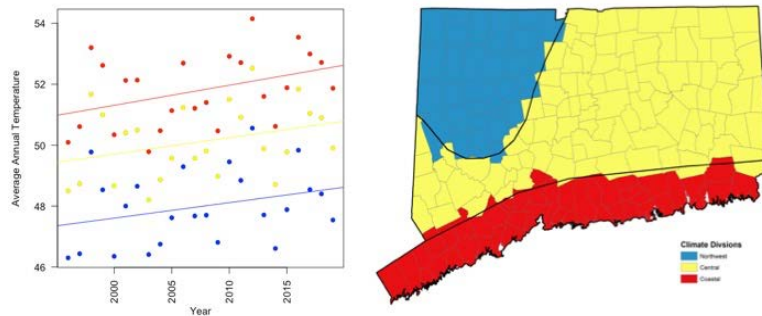 54
52
50
48
46
Average Annual Temperature
2000
2005
2010
2015
Year
Climate Divsions
Northwest
Central
Coastal